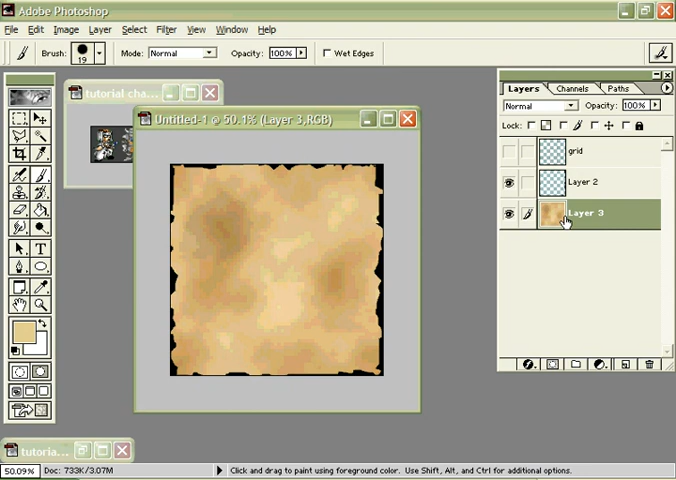 Adobe Photoshop
File Edit Image Layer Select Filter View Window Help
Brush: 19 Mode: Normal Opacity: 100% Wet Edges
tutorial cha...
Untitled-1 @ 50.1% (Layer 3,RGB)
Layers Channels Paths
Normal Opacity: 100%
Lock:
grid
Layer 2
Layer 3
T
tutoria...
50.09% Doc: 733K/3.07M Click and drag to paint using foreground color. Use Shift, Alt, and Ctrl for additional options.